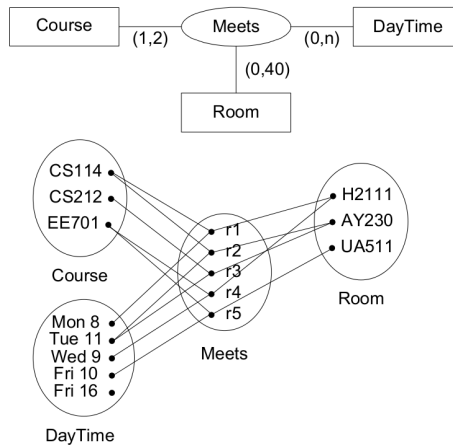 Course
Meets
DayTime
(1,2)
(0,n)
(0,40)
Room
CS114
CS212
EE701
Course
r1
r2
r3
r4
r5
Meets
H2111
AY230
UA511
Room
Mon 8
Tue 11
Wed 9
Fri 10
Fri 16
DayTime